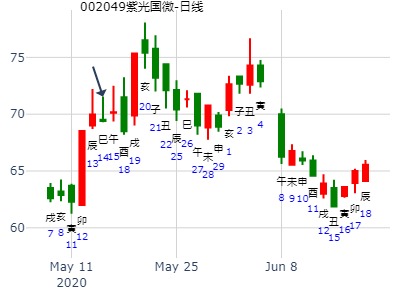 002049紫光国微-日线
75
70
65
60
戌
7
亥
8
寅
11
卯
12
辰
13
巳
14
午
15
酉
18
戌
19
亥
20
子
21
丑
22
辰
25
巳
26
午
27
未
28
申
29
亥
1
子
2
丑
3
寅
4
午
8
未
9
申
10
酉
11
戌
12
丑
15
寅
16
卯
17
辰
18
May 11
2020
May 25
Jun 8